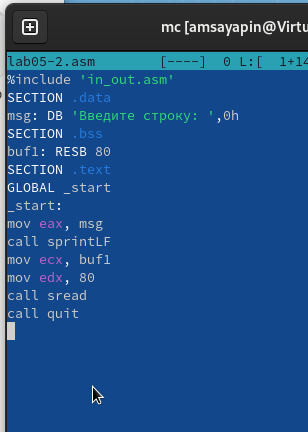 mc [amsayapin@Virtu
lab05-2.asm [----] 0 L:[ 1+14
%include 'in_out.asm'
SECTION .data
msg: DB 'Введите строку: ',0h
SECTION .bss
buf1: RESB 80
SECTION .text
GLOBAL _start
_start:
mov eax, msg
call sprintLF
mov ecx, buf1
mov edx, 80
call sread
call quit